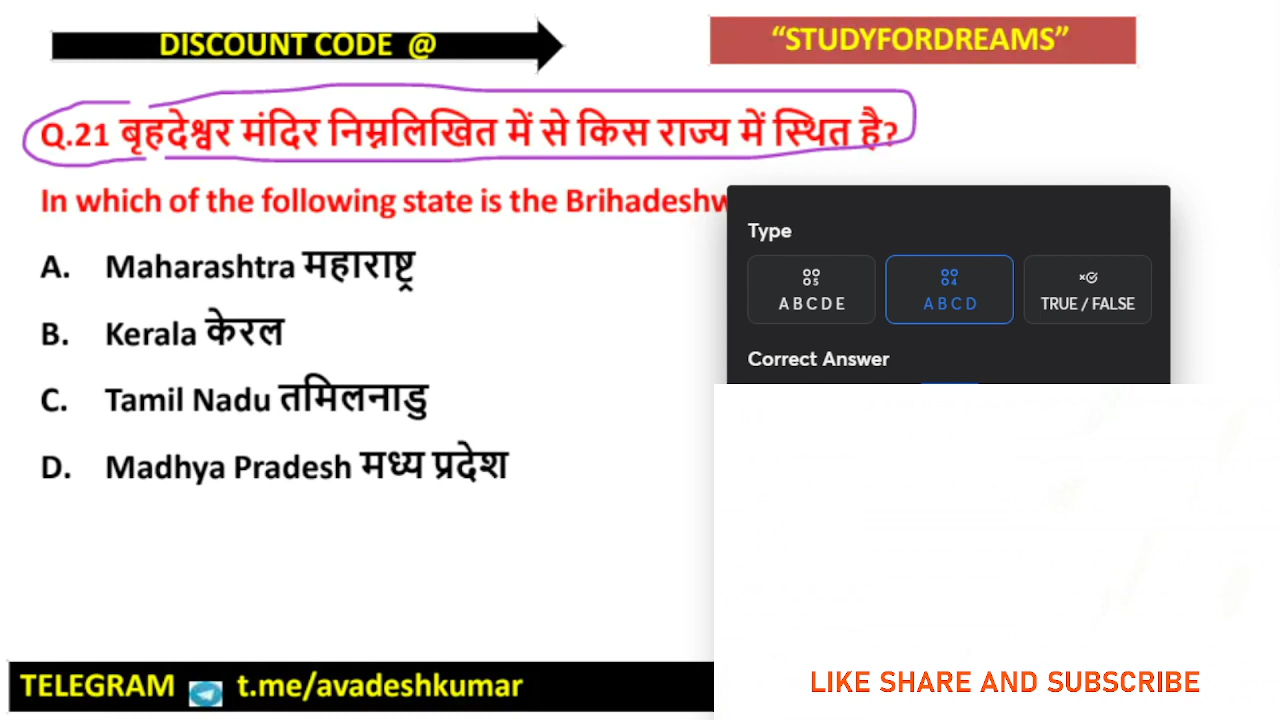 DISCOUNT CODE @
“STUDYFORDREAMS”
Q.21 बृहदेश्वर मंदिर निम्नलिखित में से किस राज्य में स्थित है?
In which of the following state is the
Type
A B C D E
A B C D
TRUE / FALSE
Correct Answer
A. Maharashtra महाराष्ट्र
B. Kerala केरल
C. Tamil Nadu तमिलनाडु
D. Madhya Pradesh मध्य प्रदेश
TELEGRAM t.me/avadeshkumar
LIKE SHARE AND SUBSCRIBE